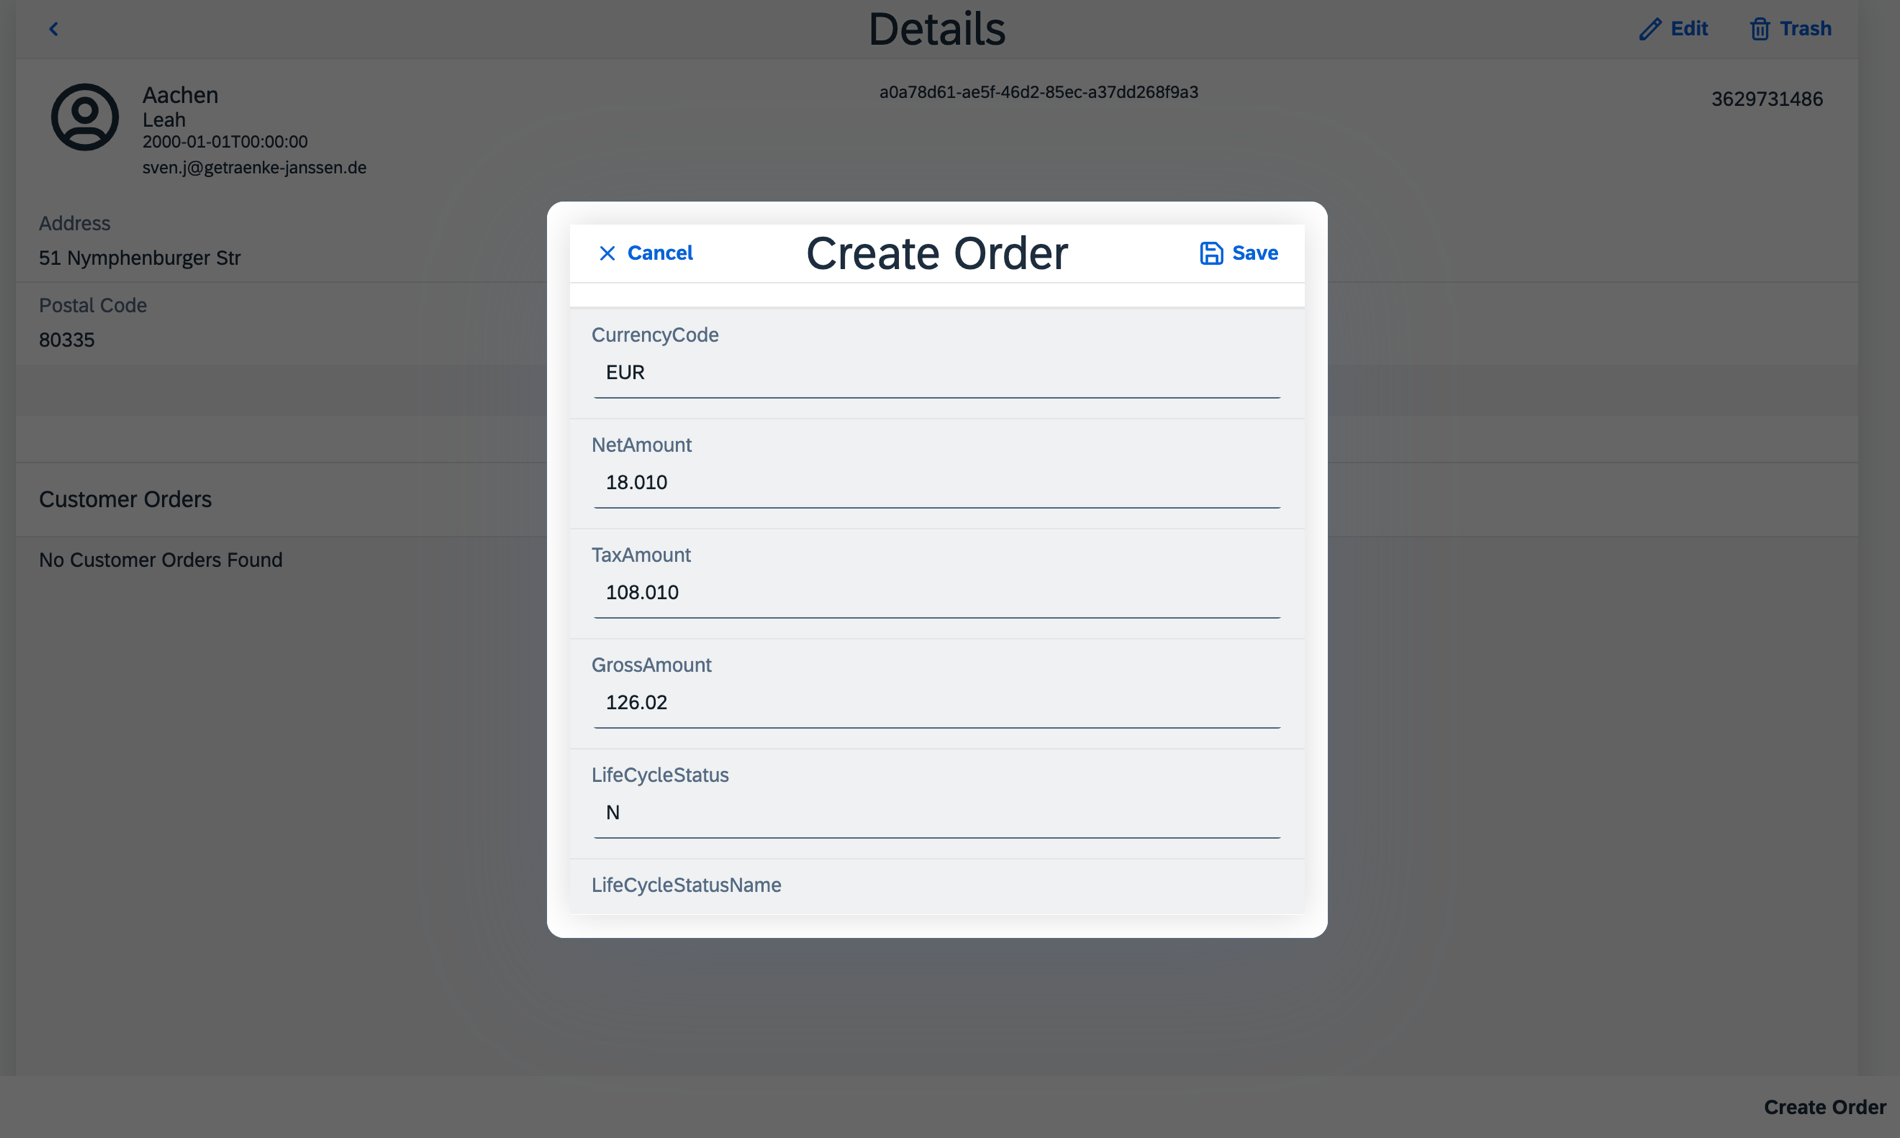 Details
Edit
Trash
Aachen
Leah
2000-01-01T00:00:00
sven.j@getraenke-janssen.de
a0a78d61-ae5f-46d2-85ec-a37dd268f9a3
3629731486
Address
51 Nymphenburger Str
Postal Code
80335
Customer Orders
No Customer Orders Found
Cancel
Create Order
Save
CurrencyCode
EUR
NetAmount
18.010
TaxAmount
108.010
GrossAmount
126.02
LifeCycleStatus
N
LifeCycleStatusName
Create Order